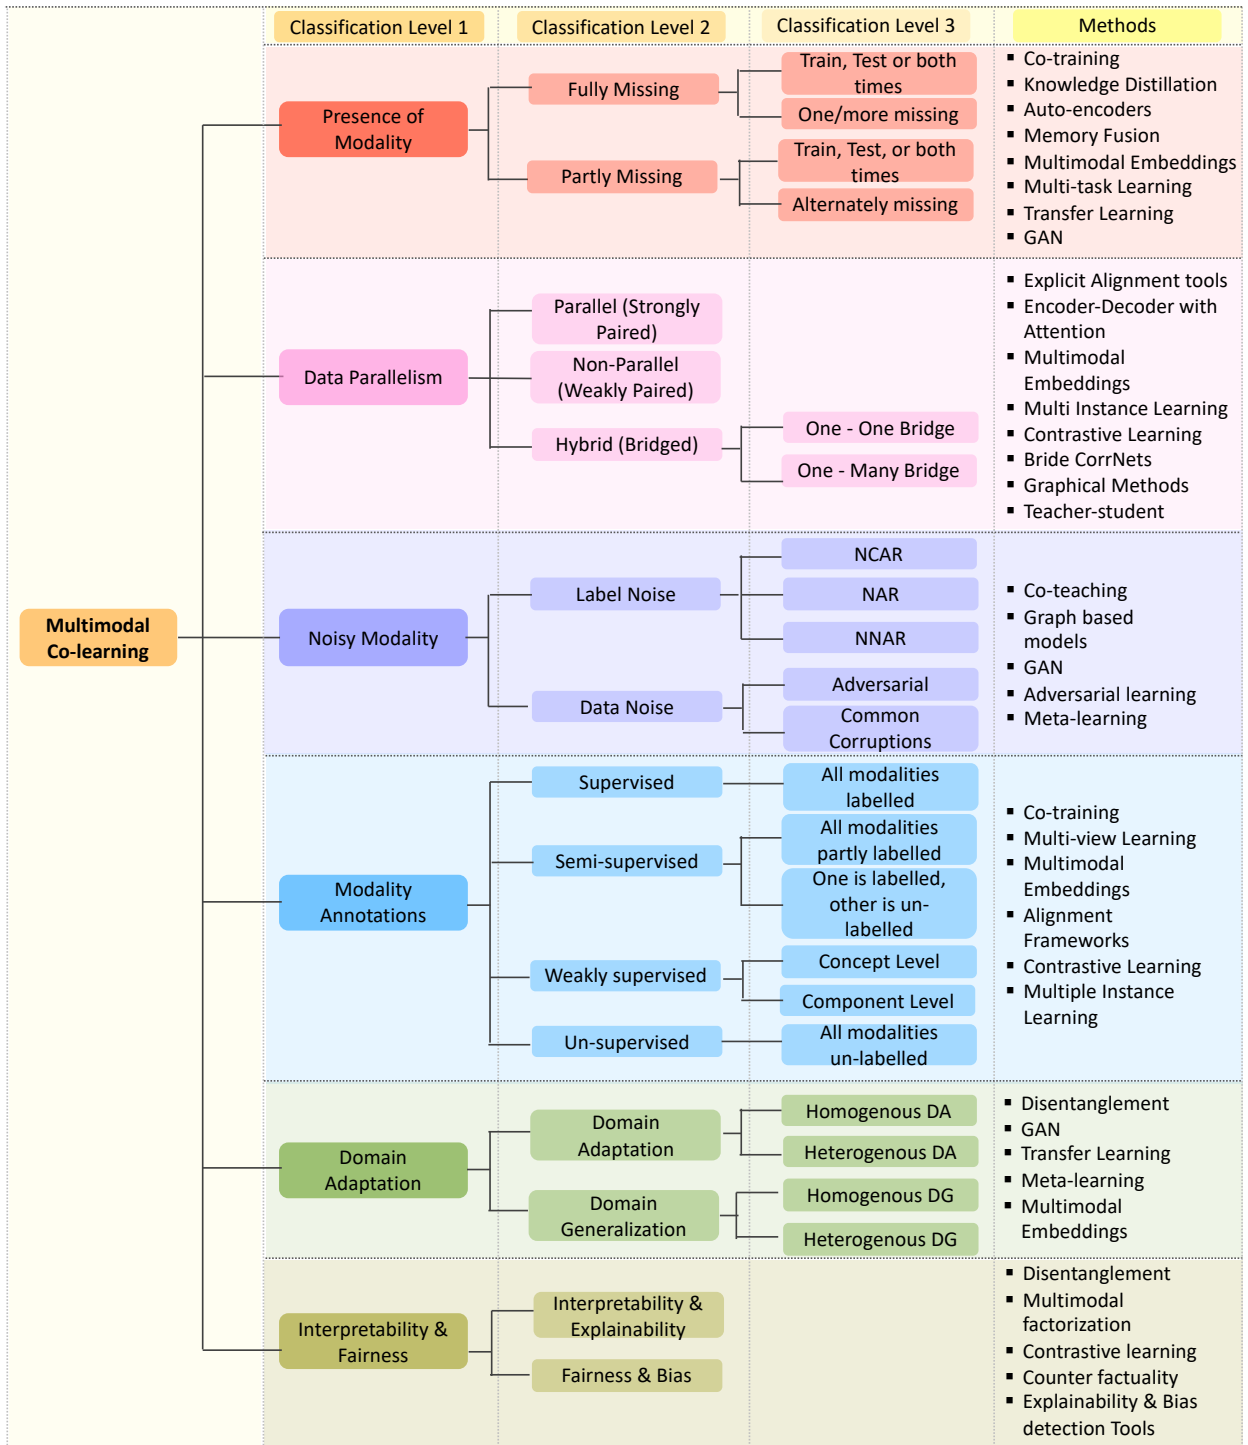 Classification Level 1
Classification Level 2
Classification Level 3
Methods
Multimodal
Co-learning
Presence of
Modality
Fully Missing
Train, Test or both
times
One/more missing
Partly Missing
Train, Test, or both
times
Alternately missing
▪ Co-training
▪ Knowledge Distillation
▪ Auto-encoders
▪ Memory Fusion
▪ Multimodal Embeddings
▪ Multi-task Learning
▪ Transfer Learning
▪ GAN
Data Parallelism
Parallel (Strongly
Paired)
Non-Parallel
(Weakly Paired)
Hybrid (Bridged)
One - One Bridge
One - Many Bridge
▪ Explicit Alignment tools
▪ Encoder-Decoder with
Attention
▪ Multimodal
Embeddings
▪ Multi Instance Learning
▪ Contrastive Learning
▪ Bride CorrNets
▪ Graphical Methods
▪ Teacher-student
Noisy Modality
Label Noise
NCAR
NAR
NNAR
Data Noise
Adversarial
Common
Corruptions
▪ Co-teaching
▪ Graph based
models
▪ GAN
▪ Adversarial learning
▪ Meta-learning
Modality
Annotations
Supervised
All modalities
labelled
Semi-supervised
All modalities
partly labelled
One is labelled,
other is un-
labelled
Weakly supervised
Concept Level
Component Level
Un-supervised
All modalities
un-labelled
▪ Co-training
▪ Multi-view Learning
▪ Multimodal
Embeddings
▪ Alignment
Frameworks
▪ Contrastive Learning
▪ Multiple Instance
Learning
Domain
Adaptation
Domain
Adaptation
Homogenous DA
Heterogenous DA
Domain
Generalization
Homogenous DG
Heterogenous DG
▪ Disentanglement
▪ GAN
▪ Transfer Learning
▪ Meta-learning
▪ Multimodal
Embeddings
Interpretability &
Fairness
Interpretability &
Explainability
Fairness & Bias
▪ Disentanglement
▪ Multimodal
factorization
▪ Contrastive learning
▪ Counter factuality
▪ Explainability & Bias
detection Tools